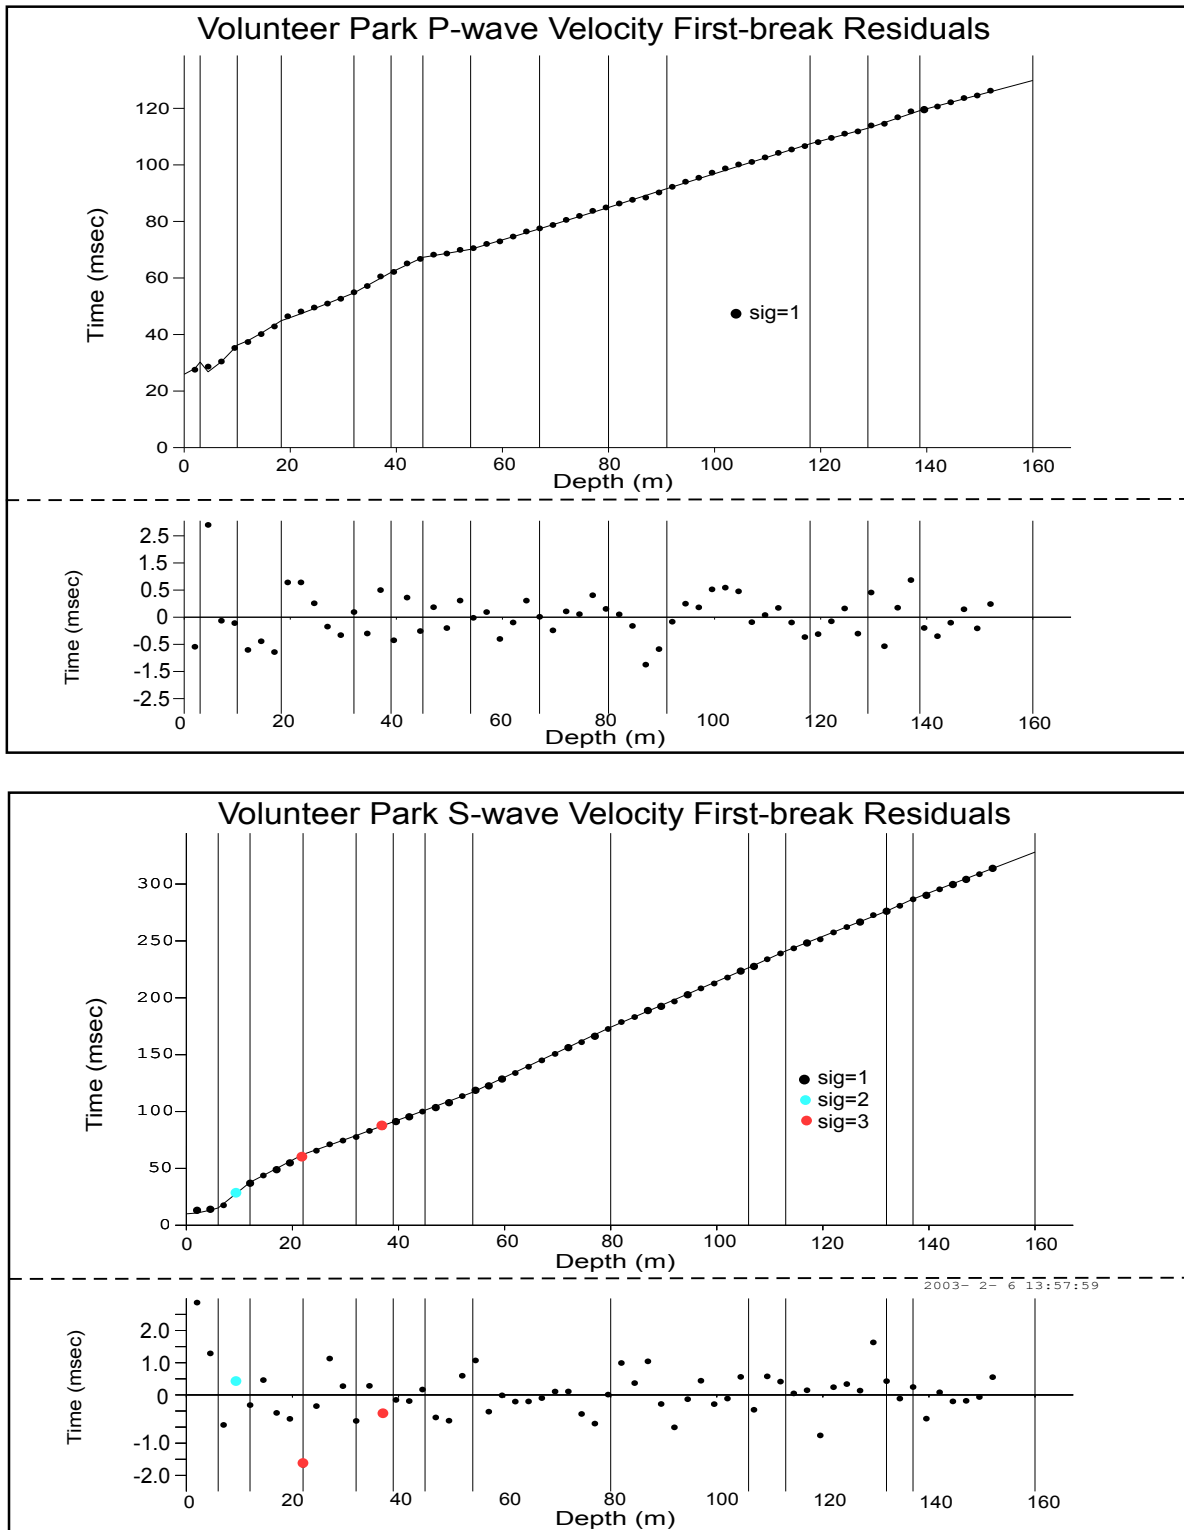 Volunteer Park P-wave Velocity First-break Residuals
120
100
80
60
40
20
0
Time (msec)
sig=1
0 20 40 60 80 100 120 140 160
Depth (m)
2.5
1.5
0.5
0
-0.5
-1.5
-2.5
Time (msec)
0 20 40 60 80 100 120 140 160
Depth (m)
Volunteer Park S-wave Velocity First-break Residuals
300
250
200
150
100
50
0
Time (msec)
sig=1
sig=2
sig=3
0 20 40 60 80 100 120 140 160
Depth (m)
2003- 2- 6 13:57:59
2.0
1.0
0
-1.0
-2.0
Time (msec)
0 20 40 60 80 100 120 140 160
Depth (m)